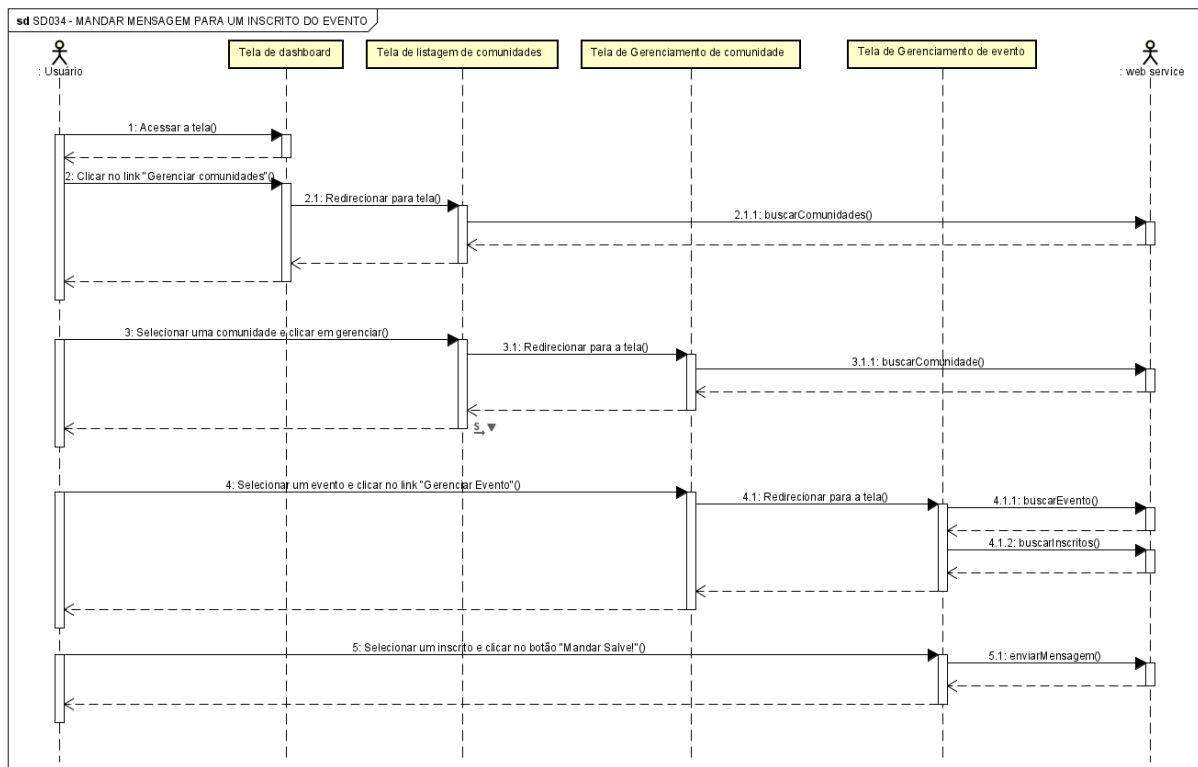 sd SD034 - MANDAR MENSAGEM PARA UM INSCRITO DO EVENTO
: Usuário
Tela de dashboard
Tela de listagem de comunidades
Tela de Gerenciamento de comunidade
Tela de Gerenciamento de evento
: web service
1: Acessar a tela()
2: Clicar no link "Gerenciar comunidades"()
2.1: Redirecionar para tela()
2.1.1: buscarComunidades()
3: Selecionar uma comunidade e clicar em gerenciar()
3.1: Redirecionar para a tela()
3.1.1: buscarComunidade()
S
4: Selecionar um evento e clicar no link "Gerenciar Evento"()
4.1: Redirecionar para a tela()
4.1.1: buscarEvento()
4.1.2: buscarInscritos()
5: Selecionar um inscrito e clicar no botão "Mandar Salve!"()
5.1: enviarMensagem()